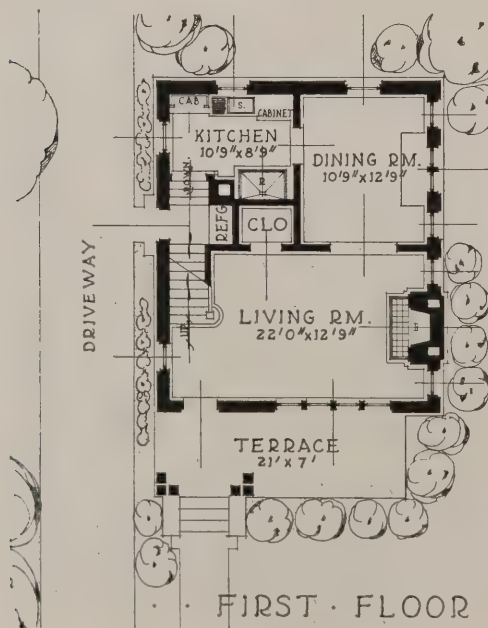 CAB
S.
CABINET
KITCHEN
10'9"x8'9"
DINING RM.
10'9"x12'9"
DOWN
R
REFG
CLO
DRIVEWAY
LIVING RM.
22'0"x12'9"
UP
TERRACE
21' x 7'
· · FIRST · FLOOR